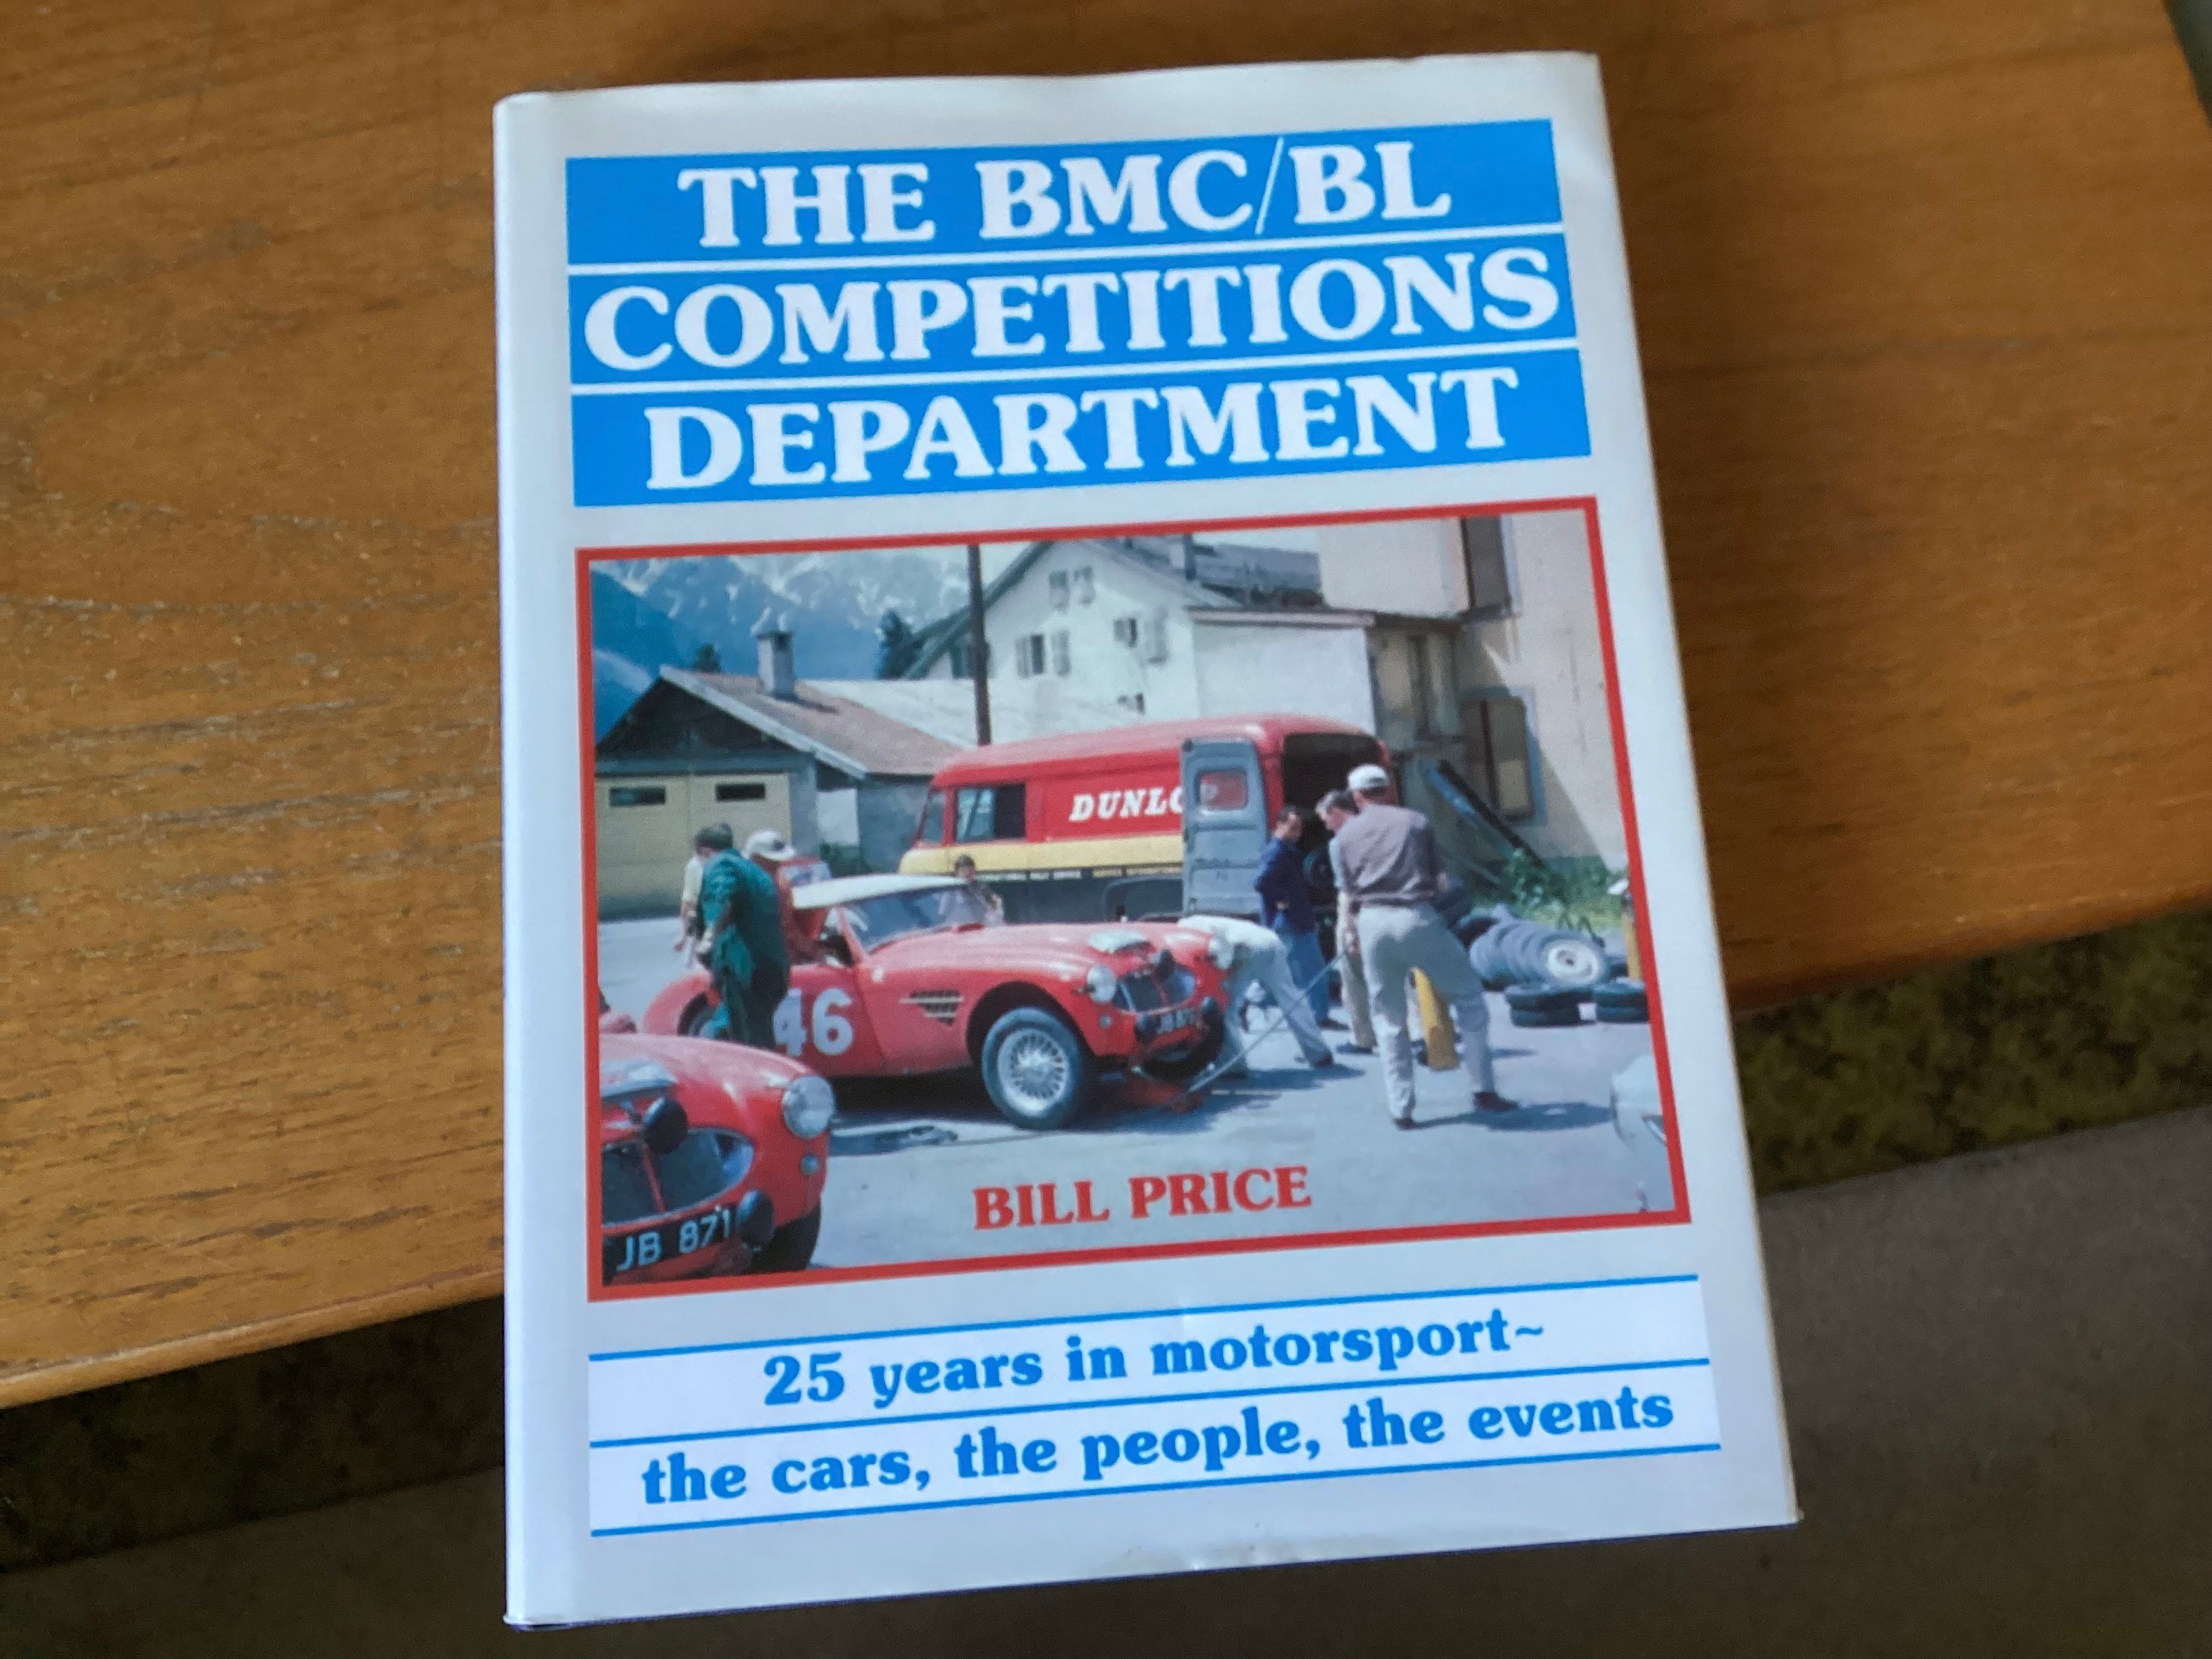 THE BMC/BL
COMPETITIONS
DEPARTMENT
DUNLO
46
JB 871
BILL PRICE
25 years in motorsport~
the cars, the people, the events